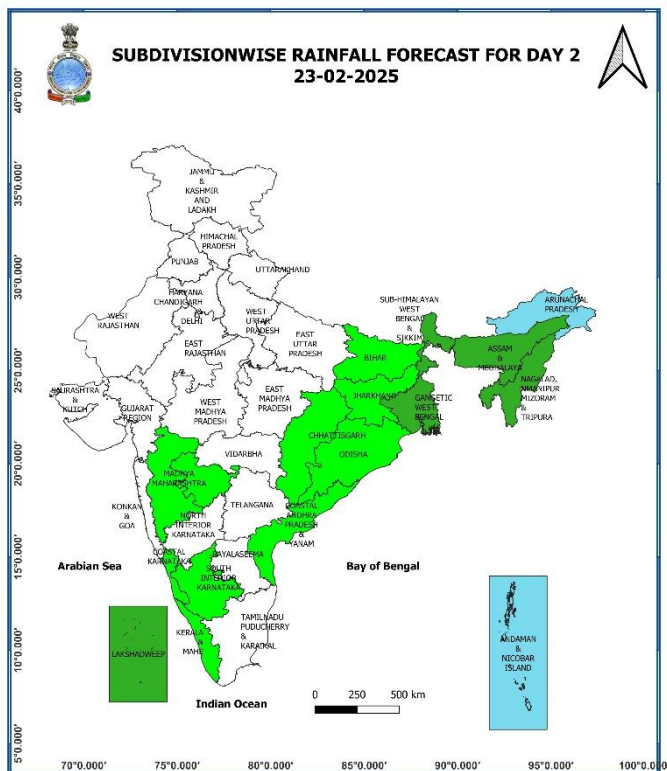 SUBDIVISIONWISE RAINFALL FORECAST FOR DAY 2
23-02-2025
40°0.000'
35°0.000'
30°0.000'
25°0.000'
20°0.000'
15°0.000'
10°0.000'
5°0.000'
JAMMU
&
KASHMIR
AND
LADAKH
HIMACHAL
PRADESH
PUNJAB
UTTARAKHAND
HARYANA
CHANDIGARH
&
DELHI
WEST
RAJASTHAN
WEST
UTTAR
PRADESH
EAST
RAJASTHAN
EAST
UTTAR
PRADESH
SUB-HIMALAYAN
WEST
BENGAL
&
SIKKIM
ARUNACHAL
PRADESH
ASSAM
&
MEGHALAYA
NAGALAD,
MANIPUR
MIZORAM
&
TRIPURA
BIHAR
JHARKHAND
GANGETIC
WEST
BENGAL
SAURASHTRA
&
KUTCH
GUJARAT
REGION
WEST
MADHYA
PRADESH
EAST
MADHYA
PRADESH
CHHATTISGARH
ODISHA
VIDARBHA
MADHYA
MAHARASHTRA
KONKAN
&
GOA
NORTH
INTERIOR
KARNATAKA
TELANGANA
COASTAL
ARDHRA
PRADESH
&
YANAM
COASTAL
KARNATAKA
RAYALASEEMA
SOUTH
INTERIOR
KARNATAKA
Arabian Sea
Bay of Bengal
LAKSHADWEEP
KERALA
&
MAHE
TAMILNADU
PUDUCHERRY
&
KARAIKAL
ANDAMAN
&
NICOBAR
ISLAND
Indian Ocean
0 250 500 km
70°0.000' 75°0.000' 80°0.000' 85°0.000' 90°0.000' 95°0.000' 100°0.000'